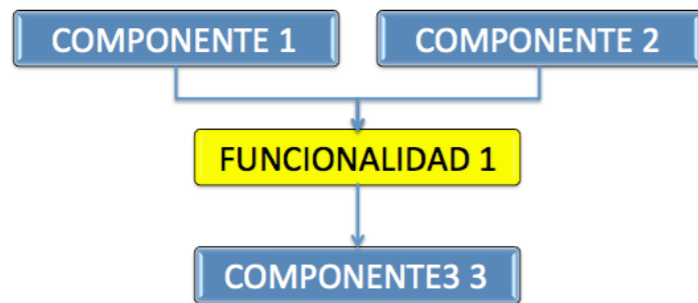 COMPONENTE 1
COMPONENTE 2
FUNCIONALIDAD 1
COMPONENTE3 3